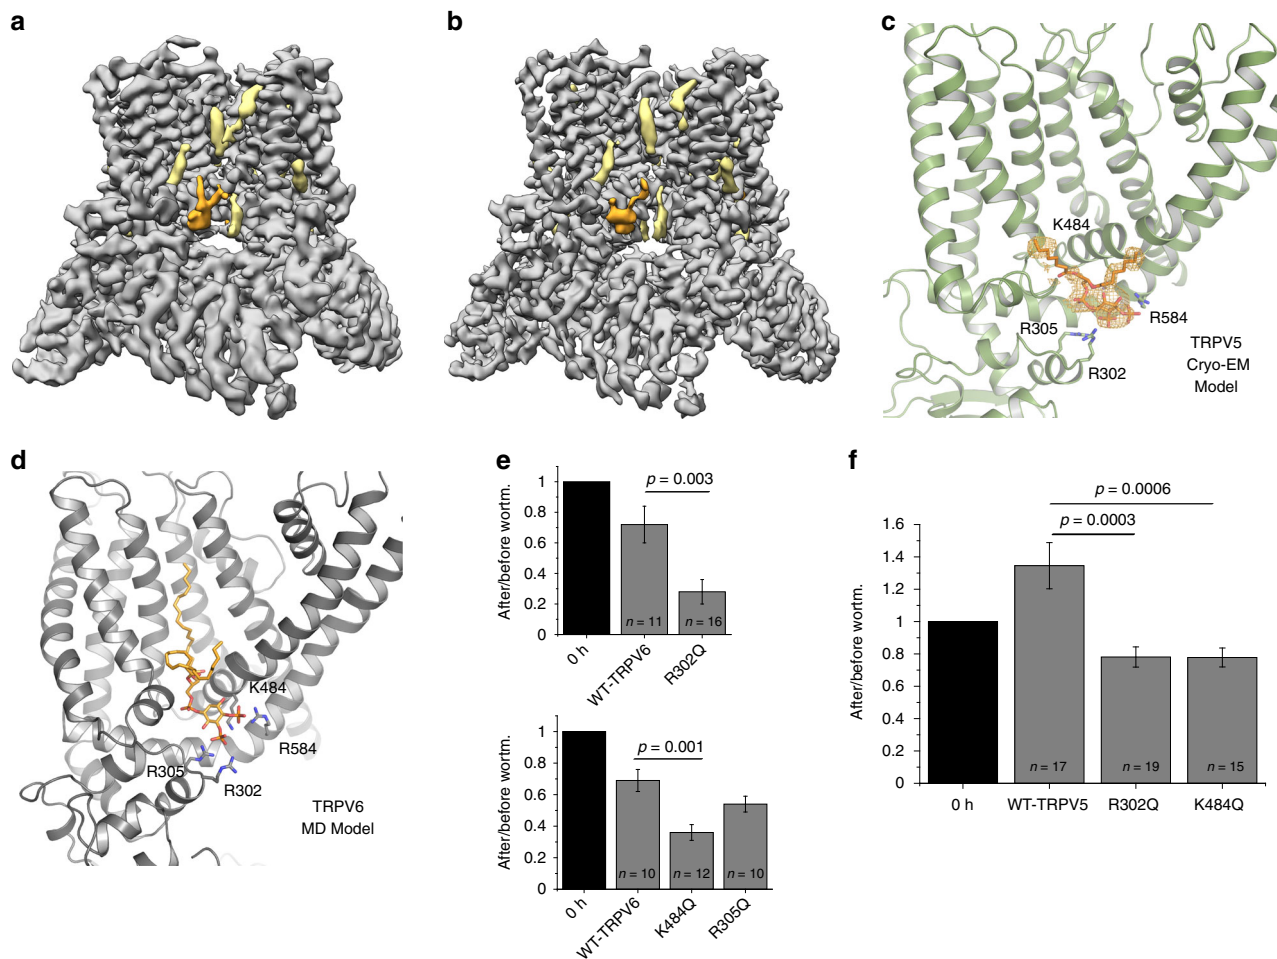 a
b
c
K484
R584
R305
R302
TRPV5
Cryo-EM
Model
d
K484
R584
R305
R302
TRPV6
MD Model
e
p = 0.003
After/before wortm.
1
0.8
0.6
0.4
0.2
0
n = 11
n = 16
0 h
WT-TRPV6
R302Q
p = 0.001
After/before wortm.
1
0.8
0.6
0.4
0.2
0
n = 10
n = 12
n = 10
0 h
WT-TRPV6
K484Q
R305Q
f
p = 0.0006
p = 0.0003
After/before wortm.
1.6
1.4
1.2
1
0.8
0.6
0.4
0.2
0
n = 17
n = 19
n = 15
0 h
WT-TRPV5
R302Q
K484Q